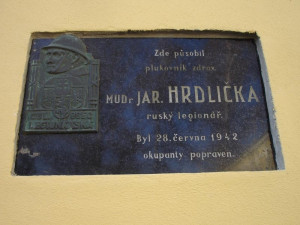 Zde působil
plukovník zdrav.
MUDr JAR. HRDLIČKA
ruský legionář.
Byl 28. června 1942
okupanty popraven.